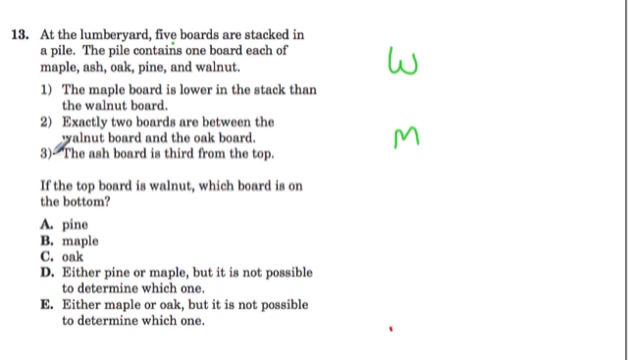 13. At the lumberyard, five boards are stacked in
a pile. The pile contains one board each of
maple, ash, oak, pine, and walnut.
1) The maple board is lower in the stack than
the walnut board.
2) Exactly two boards are between the
walnut board and the oak board.
3) The ash board is third from the top.
If the top board is walnut, which board is on
the bottom?
A. pine
B. maple
C. oak
D. Either pine or maple, but it is not possible
to determine which one.
E. Either maple or oak, but it is not possible
to determine which one.
W
M